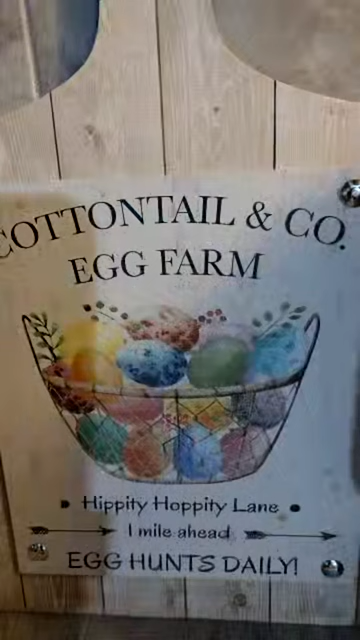 COTTONTAIL & CO.
EGG FARM
Hippity Hoppity Lane
1 mile ahead
EGG HUNTS DAILY!